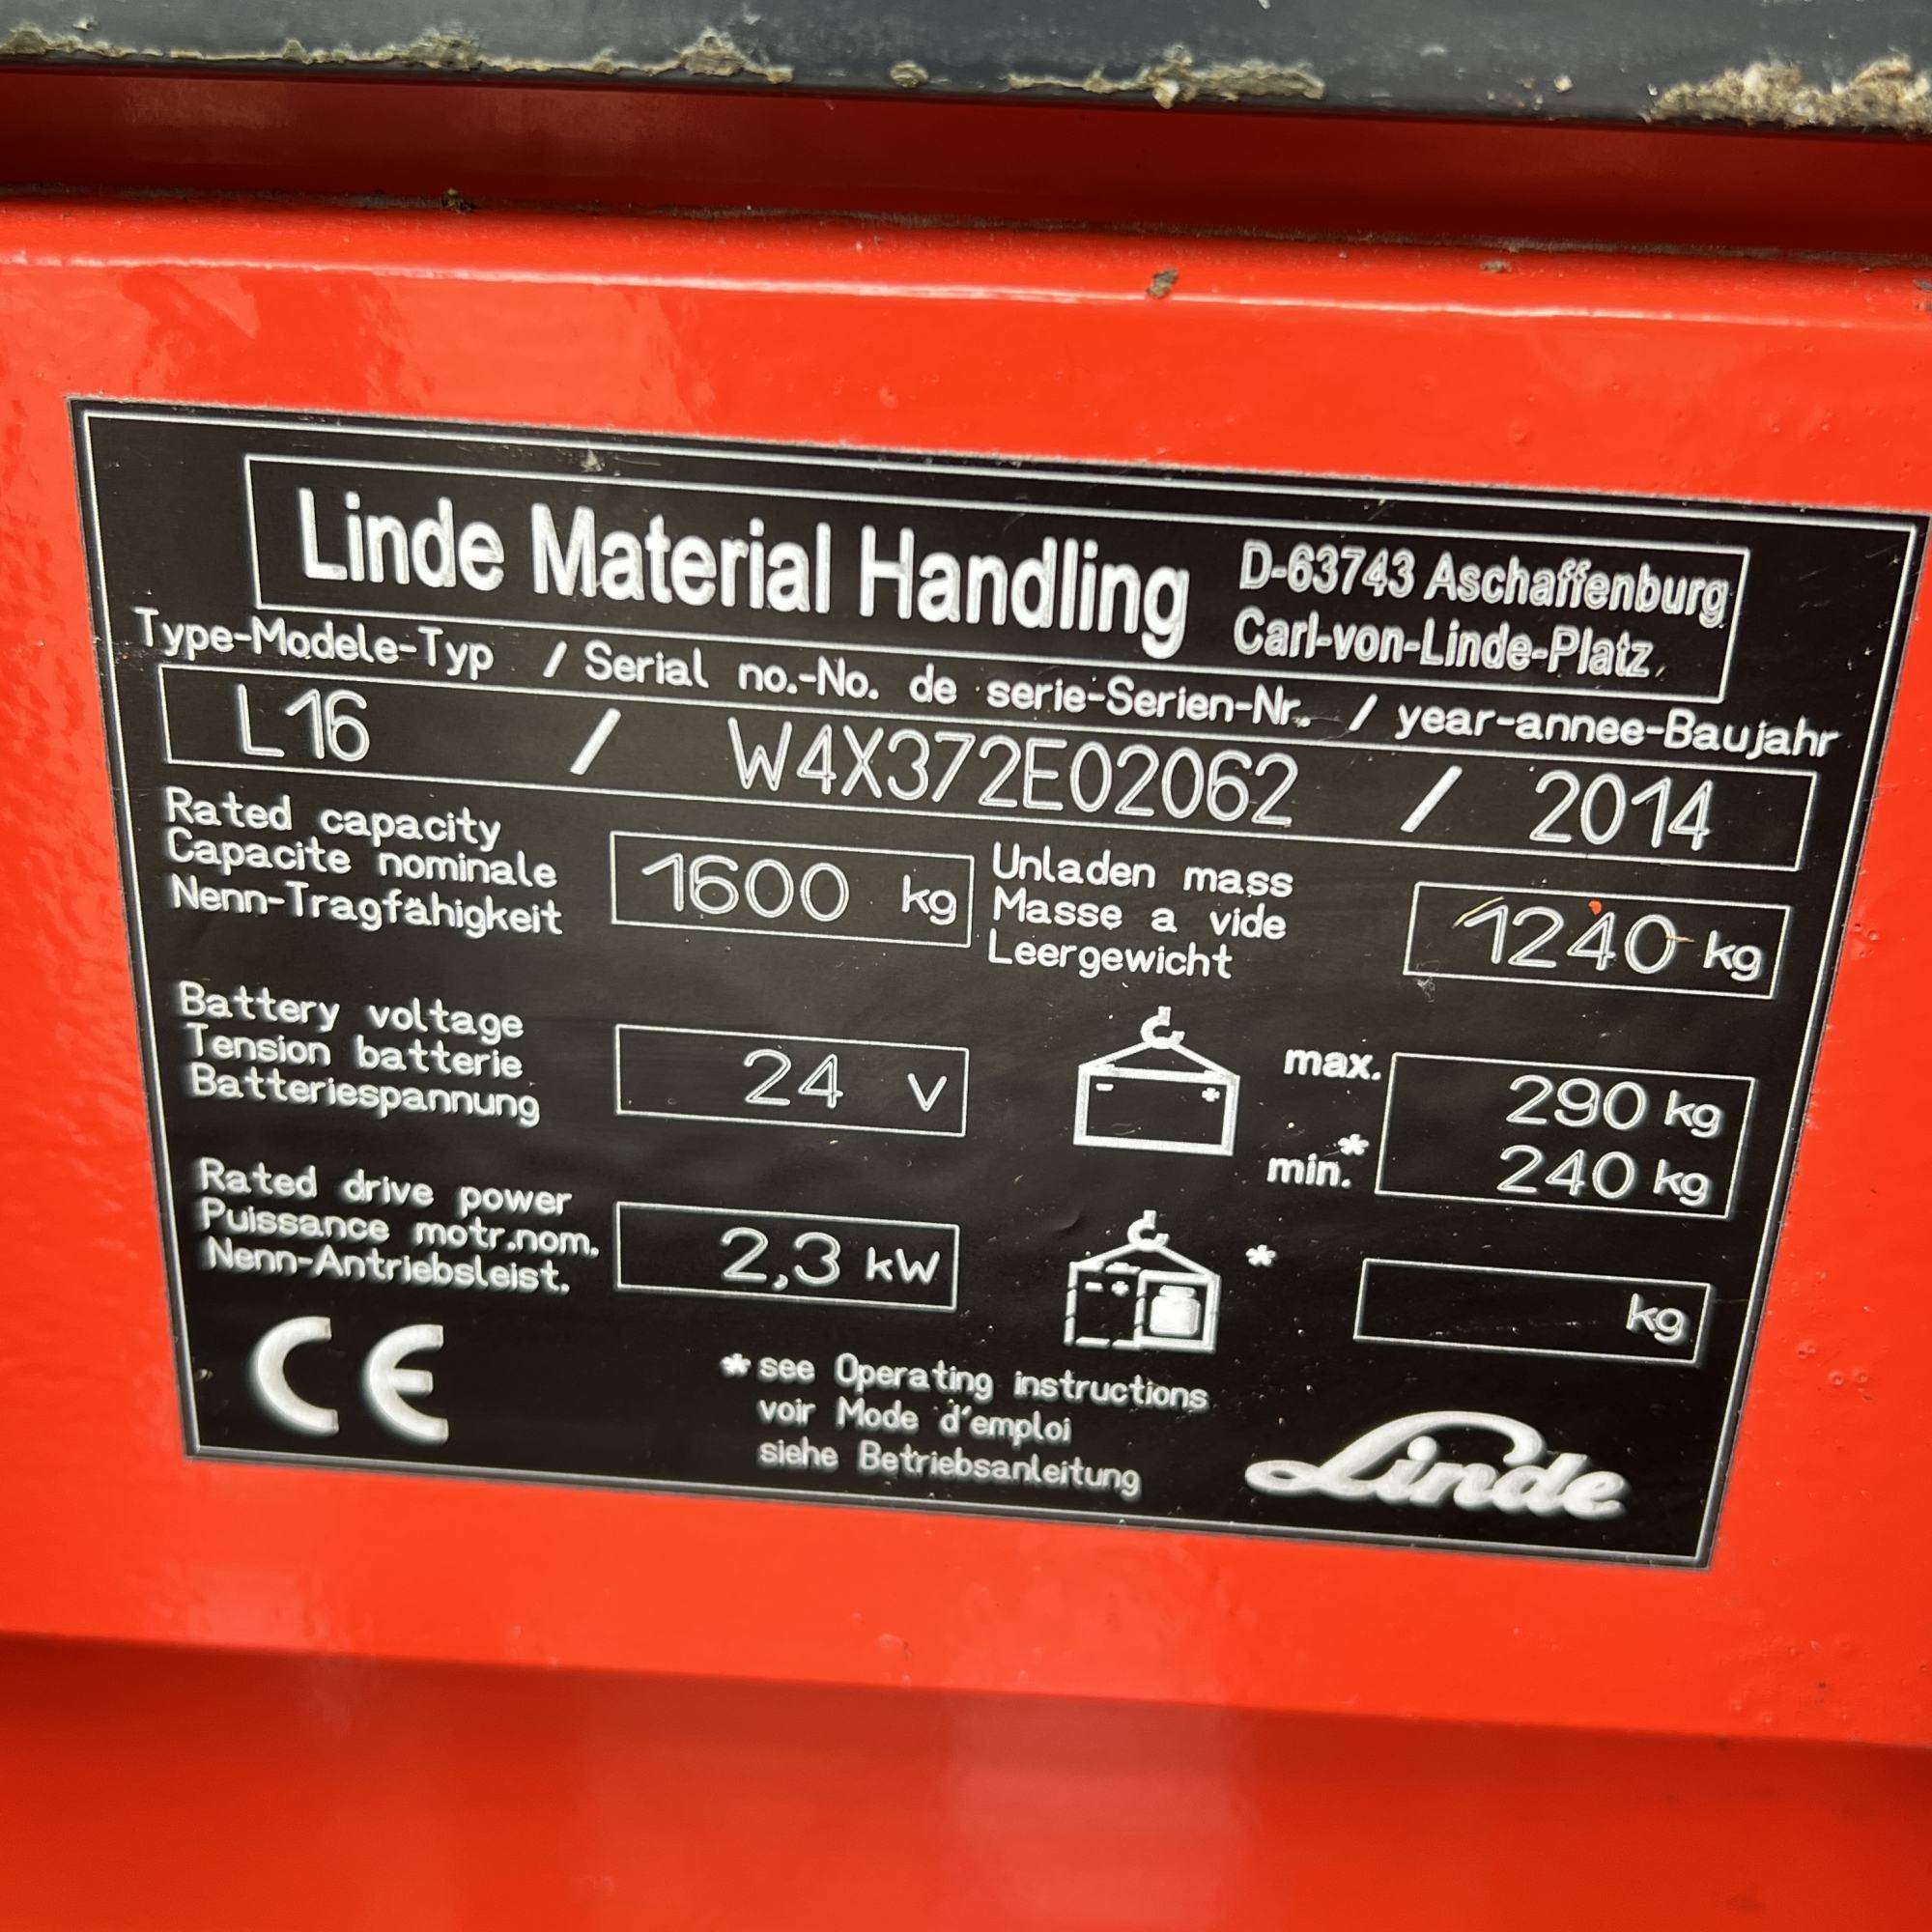 Linde Material Handling
D-63743 Aschaffenburg
Carl-von-Linde-Platz
Type-Modele-Typ / Serial no.-No. de serie-Serien-Nr. / year-annee-Baujahr
L16 / W4X372E02062 / 2014
Rated capacity
Capacite nominale
Nenn-Tragfähigkeit
1600 kg
Unladen mass
Masse a vide
Leergewicht
1240 kg
Battery voltage
Tension batterie
Batteriespannung
24 V
- +
max. 290 kg
min.* 240 kg
Rated drive power
Puissance motr.nom.
Nenn-Antriebsleist.
2,3 kW
- +
* kg
CE
* see Operating instructions
voir Mode d'emploi
siehe Betriebsanleitung
Linde